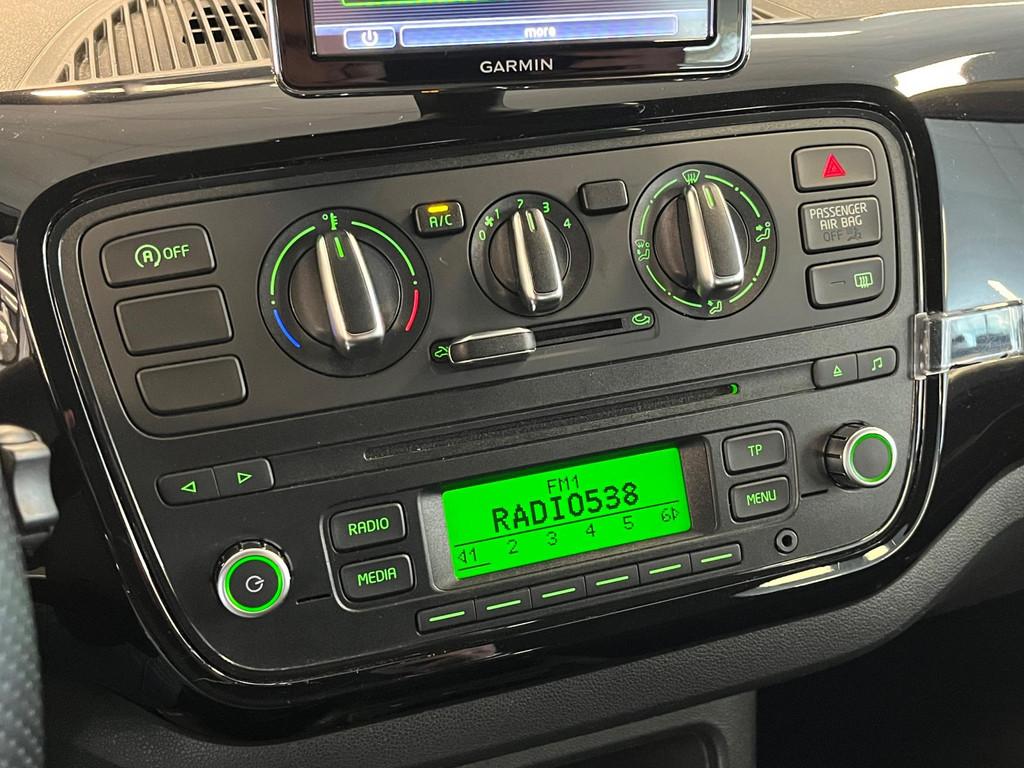 more
GARMIN
A OFF
A/C
0 1 2 3 4
PASSENGER
AIR BAG
OFF
TP
FM1
RADIO538
1 2 3 4 5 6
RADIO
MENU
MEDIA